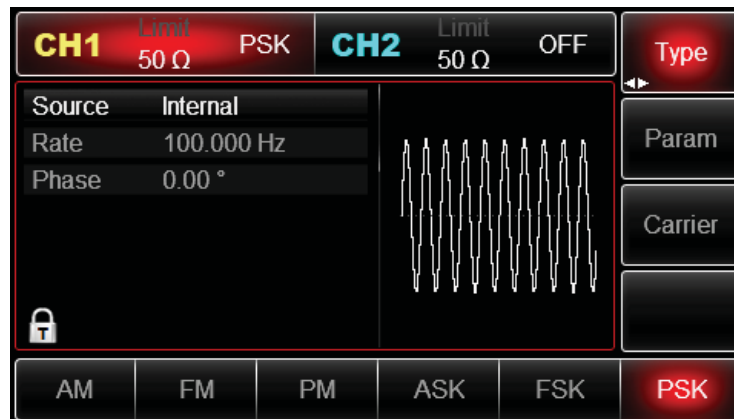 CH1 Limit 50 Ω PSK CH2 Limit 50 Ω OFF
Type
Source Internal
Rate 100.000 Hz
Phase 0.00 °
Param
Carrier
T
AM FM PM ASK FSK PSK